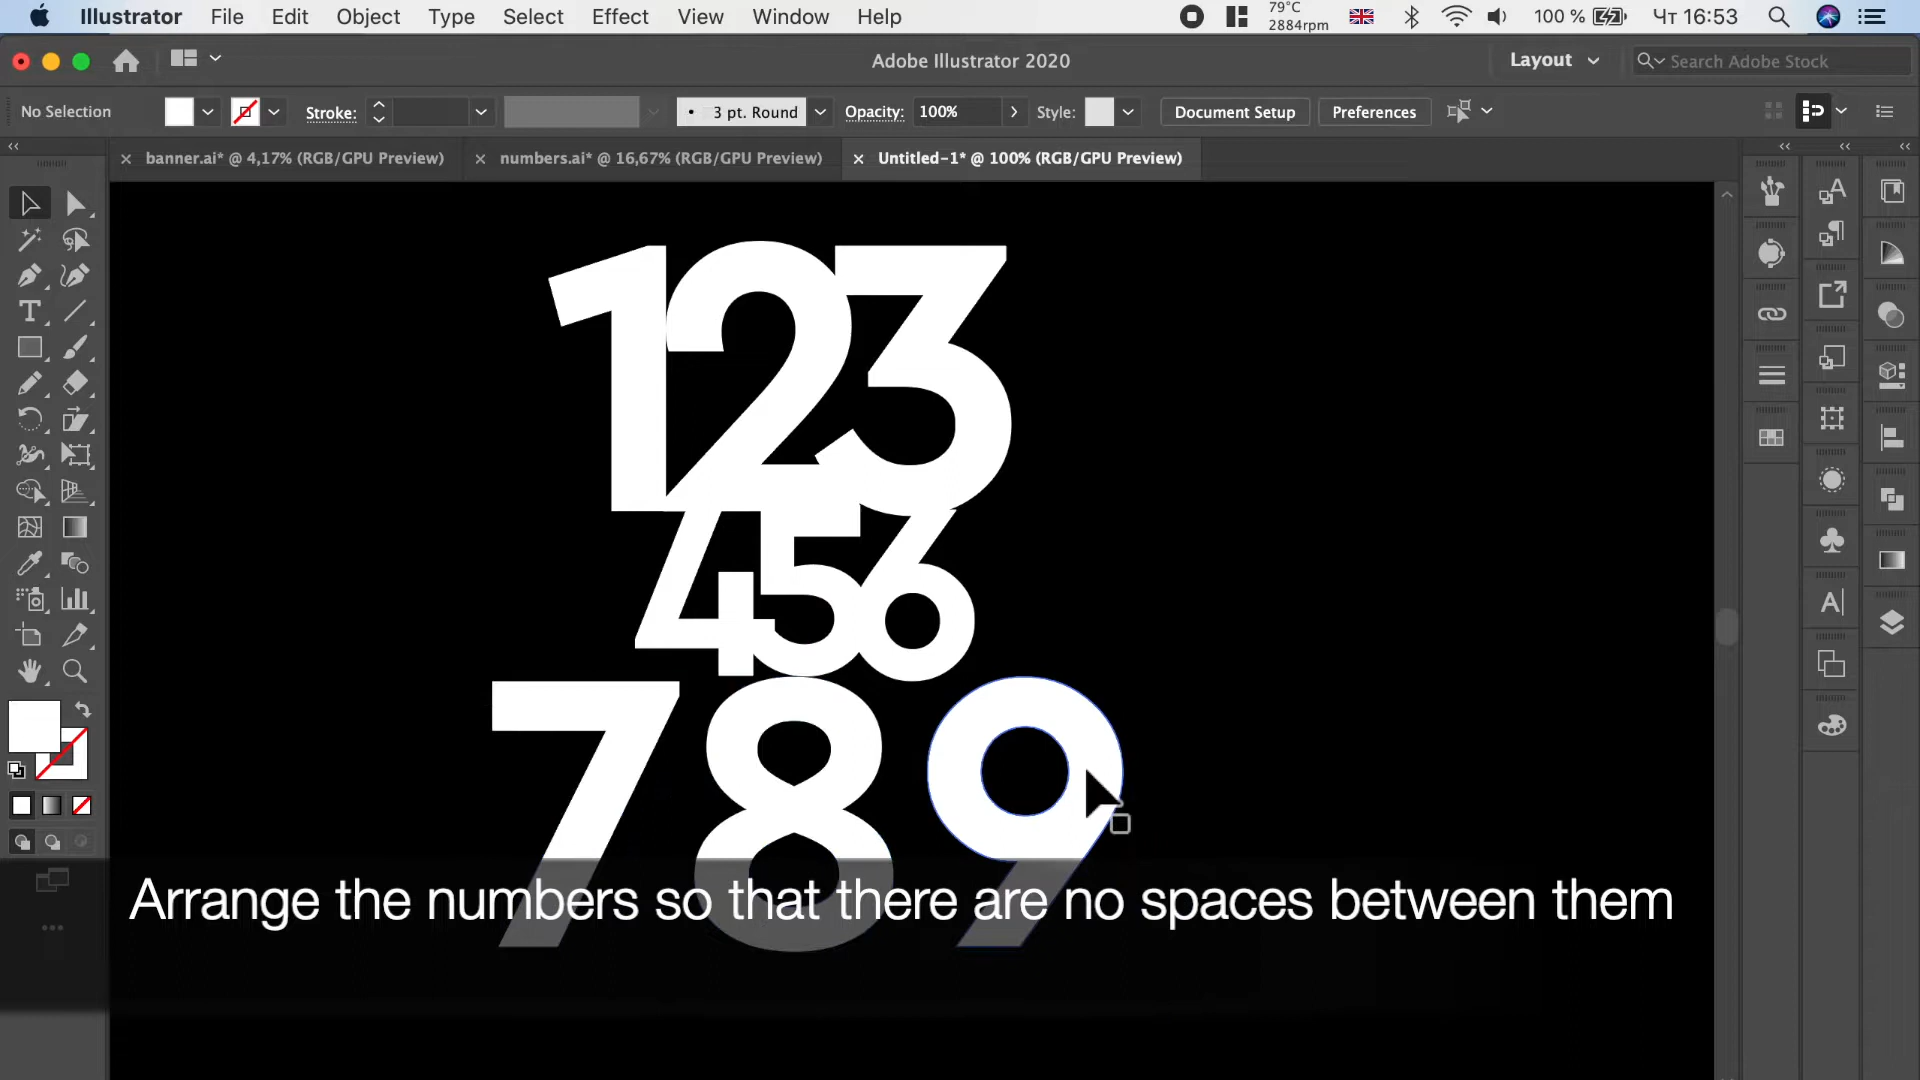 Illustrator File Edit Object Type Select Effect View Window Help 79°C 2884rpm 100 % Чт 16:53
Adobe Illustrator 2020 Layout Search Adobe Stock
No Selection Stroke: 3 pt. Round Opacity: 100% Style: Document Setup Preferences
banner.ai* @ 4,17% (RGB/GPU Preview) numbers.ai* @ 16,67% (RGB/GPU Preview) Untitled-1* @ 100% (RGB/GPU Preview)
123
456
789
Arrange the numbers so that there are no spaces between them